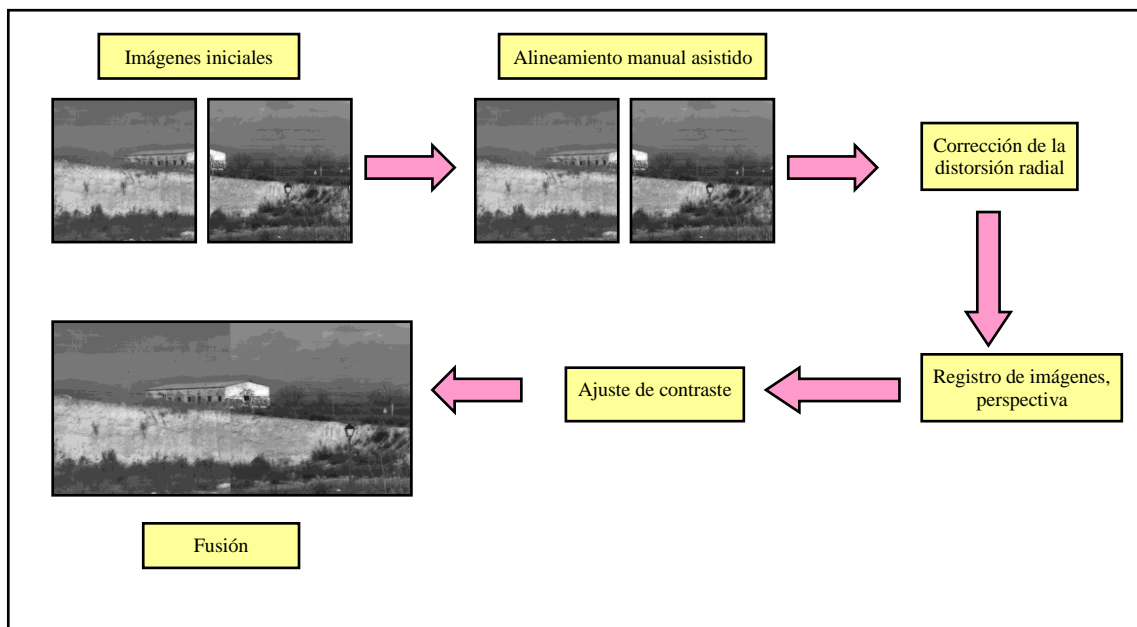 Imágenes iniciales
Alineamiento manual asistido
Corrección de la
distorsión radial
Registro de imágenes,
perspectiva
Ajuste de contraste
Fusión